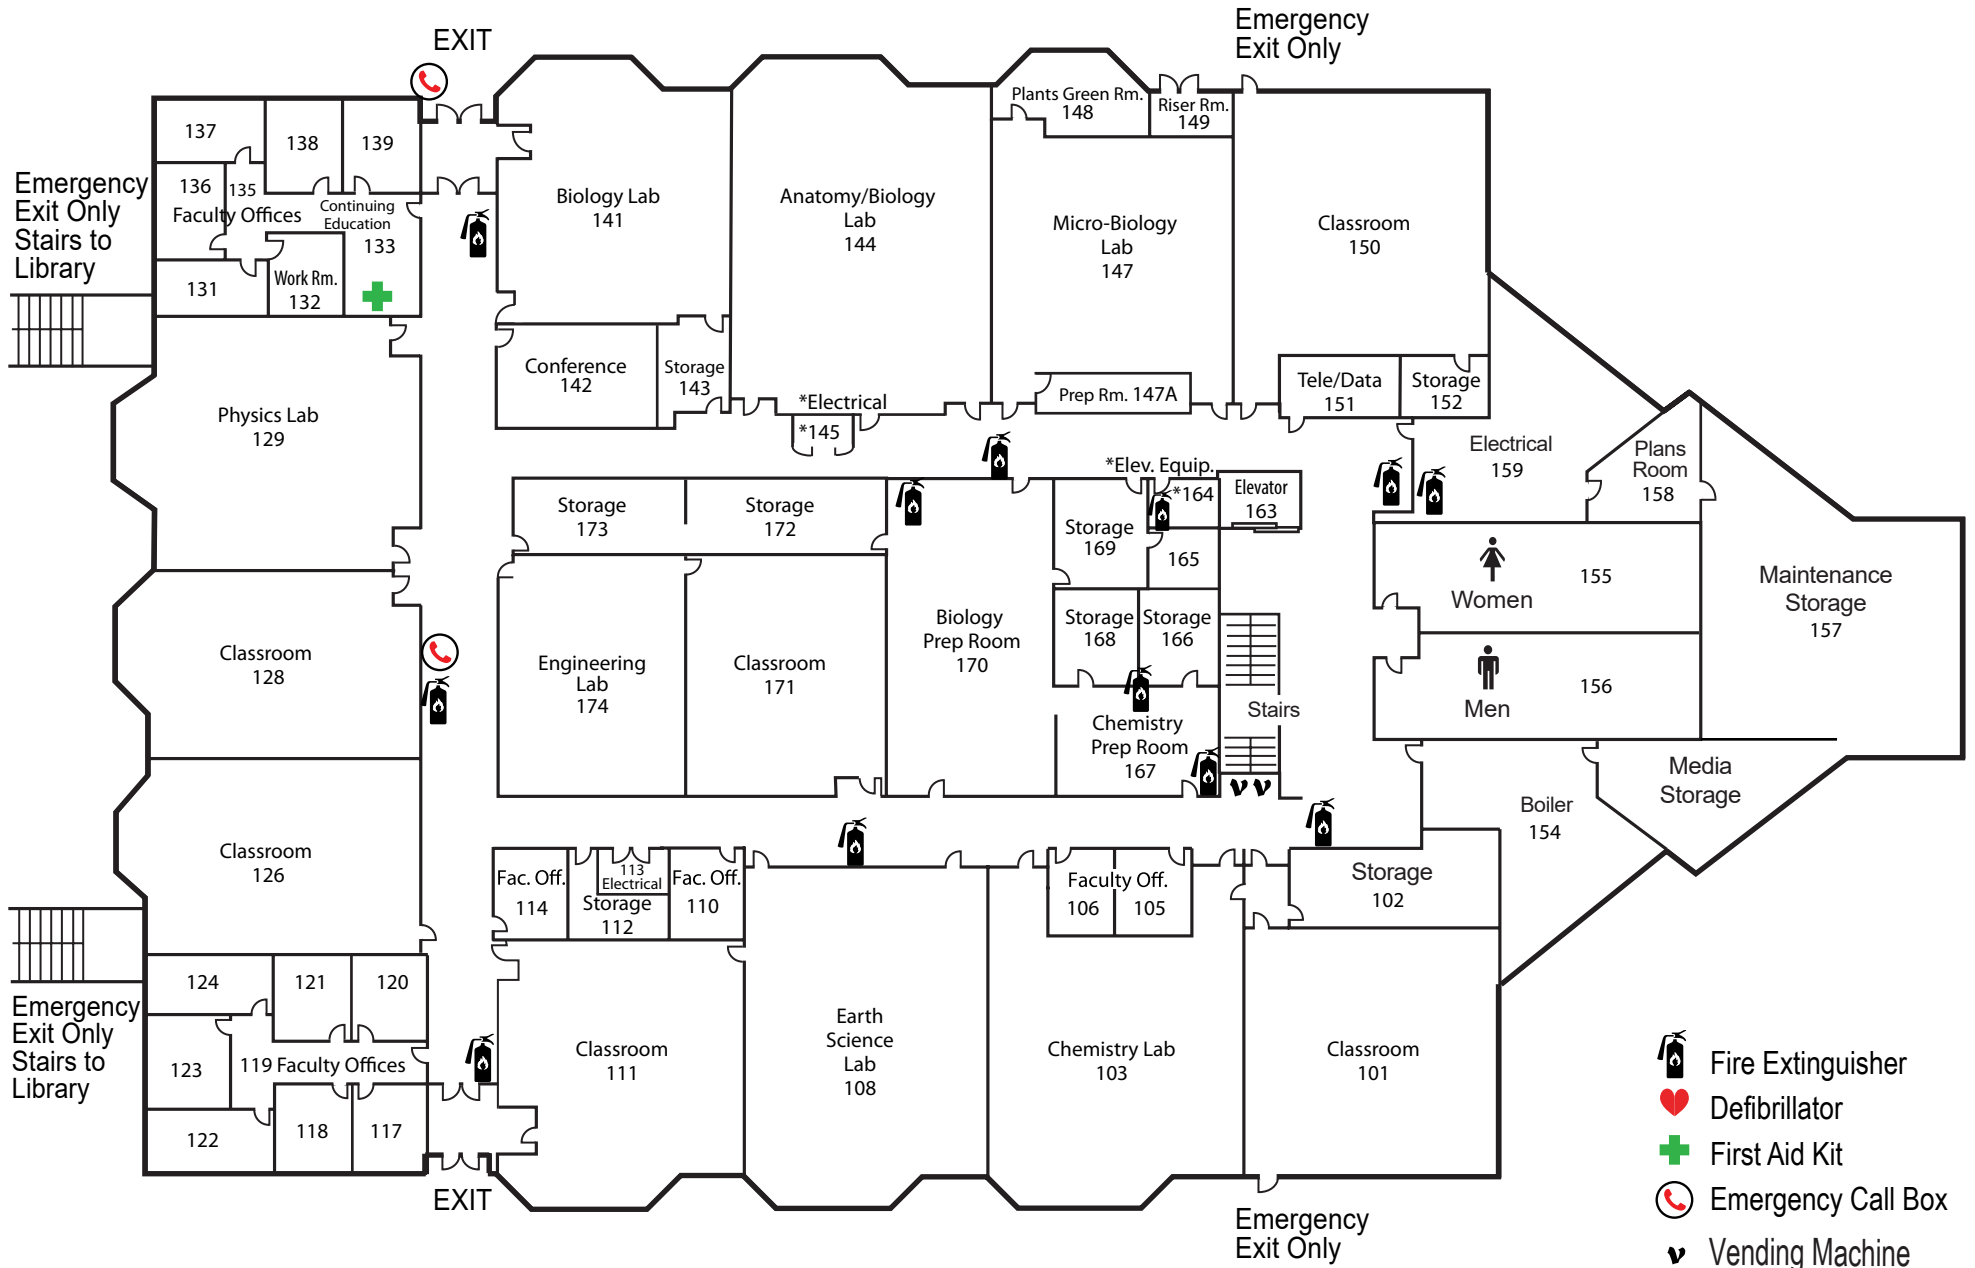 EXIT
Emergency
Exit Only
137
138
139
136
135
Faculty Offices
Continuing
Education
133
131
Work Rm.
132
Emergency
Exit Only
Stairs to
Library
Biology Lab
141
Anatomy/Biology
Lab
144
Plants Green Rm.
148
Riser Rm.
149
Micro-Biology
Lab
147
Classroom
150
Physics Lab
129
Conference
142
Storage
143
*Electrical
*145
Prep Rm. 147A
Tele/Data
151
Storage
152
Electrical
159
Plans
Room
158
Storage
173
Storage
172
*Elev. Equip.
*164
Elevator
163
Storage
169
165
Women
155
Maintenance
Storage
157
Classroom
128
Engineering
Lab
174
Classroom
171
Biology
Prep Room
170
Storage
168
Storage
166
Stairs
Men
156
Chemistry
Prep Room
167
v v
Media
Storage
Boiler
154
Classroom
126
Fac. Off.
114
113
Electrical
Storage
112
Fac. Off.
110
Faculty Off.
106
105
Storage
102
124
121
120
123
119 Faculty Offices
122
118
117
Emergency
Exit Only
Stairs to
Library
Classroom
111
Earth
Science
Lab
108
Chemistry Lab
103
Classroom
101
EXIT
Emergency
Exit Only
Fire Extinguisher
Defibrillator
First Aid Kit
Emergency Call Box
v Vending Machine